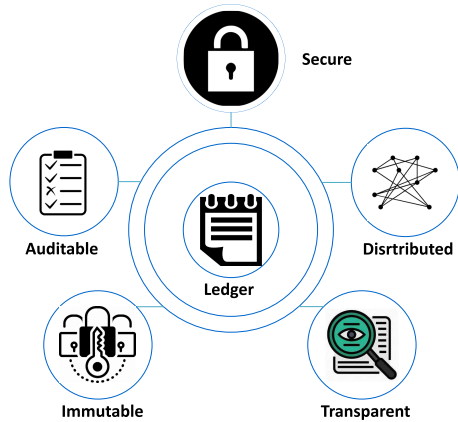 Secure
Auditable
Disrtributed
Ledger
Immutable
Transparent